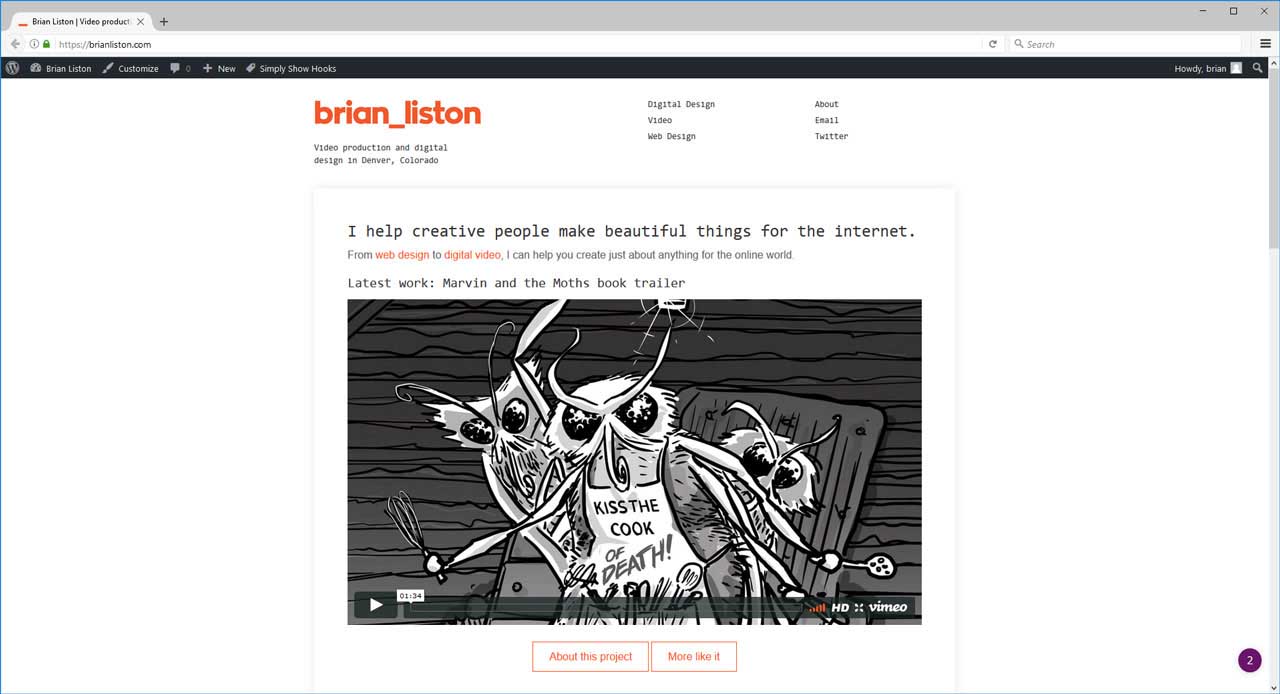 Brian Liston | Video product
https://brianliston.com
Search
Brian Liston
Customize
0
New
Simply Show Hooks
Howdy, brian
brian_liston
Video production and digital
design in Denver, Colorado
Digital Design
Video
Web Design
About
Email
Twitter
I help creative people make beautiful things for the internet.
From web design to digital video, I can help you create just about anything for the online world.
Latest work: Marvin and the Moths book trailer
KISS THE
COOK
OF
DEATH!
01:34
HD
vimeo
About this project
More like it
2